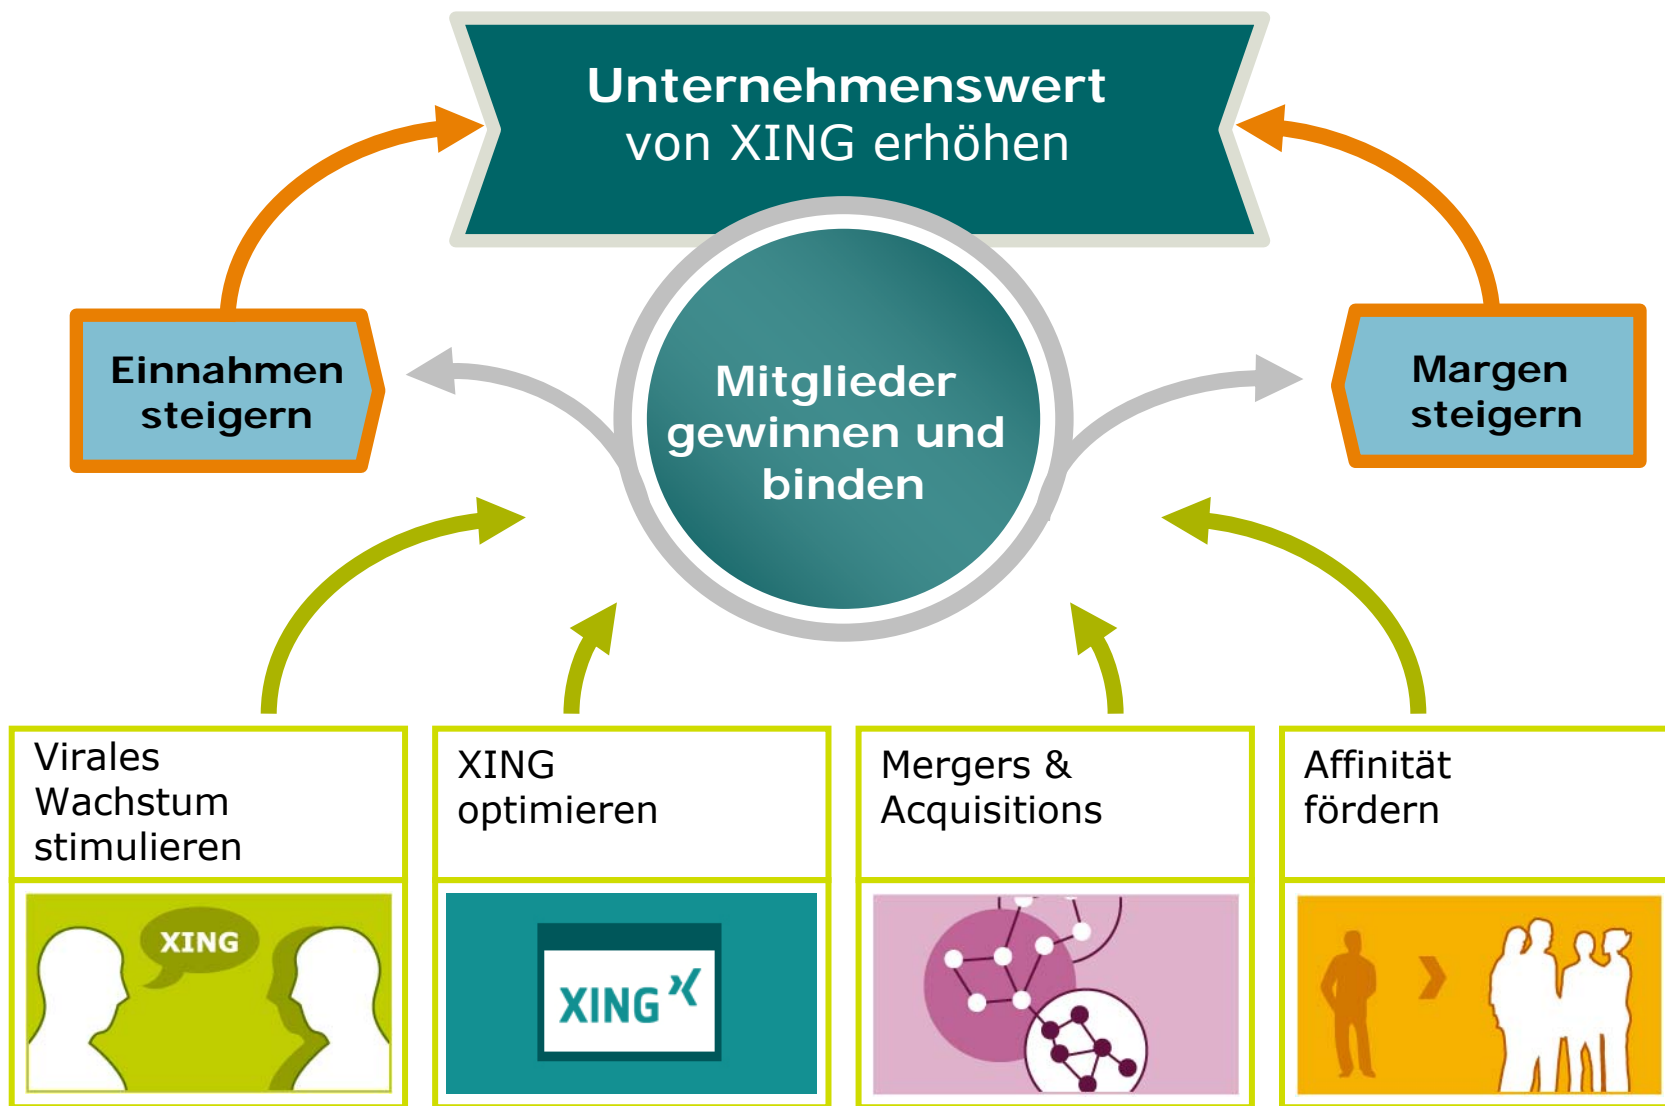 Unternehmenswert
von XING erhöhen
Einnahmen
steigern
Mitglieder
gewinnen und
binden
Margen
steigern
Virales
Wachstum
stimulieren
XING
optimieren
Mergers &
Acquisitions
Affinität
fördern
XING
XING